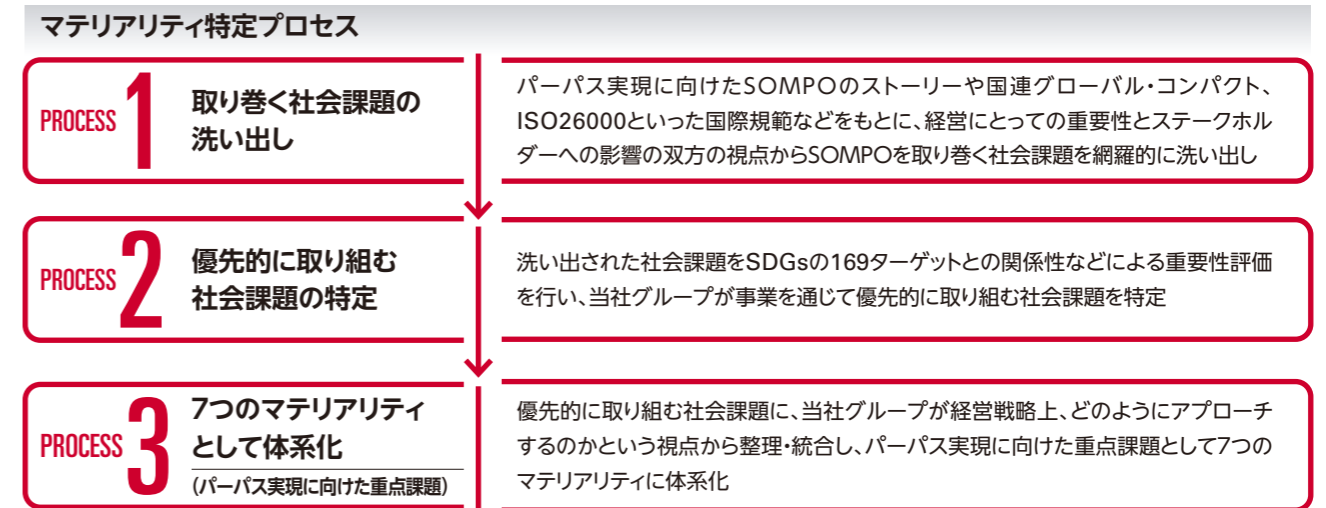 マテリアリティ特定プロセス
PROCESS 1
取り巻く社会課題の
洗い出し
パーパス実現に向けたSOMPOのストーリーや国連グローバル・コンパクト、
ISO26000といった国際規範などをもとに、経営にとっての重要性とステークホル
ダーへの影響の双方の視点からSOMPOを取り巻く社会課題を網羅的に洗い出し
PROCESS 2
優先的に取り組む
社会課題の特定
洗い出された社会課題をSDGsの169ターゲットとの関係性などによる重要性評価
を行い、当社グループが事業を通じて優先的に取り組む社会課題を特定
PROCESS 3
7つのマテリアリティ
として体系化
(パーパス実現に向けた重点課題)
優先的に取り組む社会課題に、当社グループが経営戦略上、どのようにアプローチ
するのかという視点から整理・統合し、パーパス実現に向けた重点課題として7つの
マテリアリティに体系化